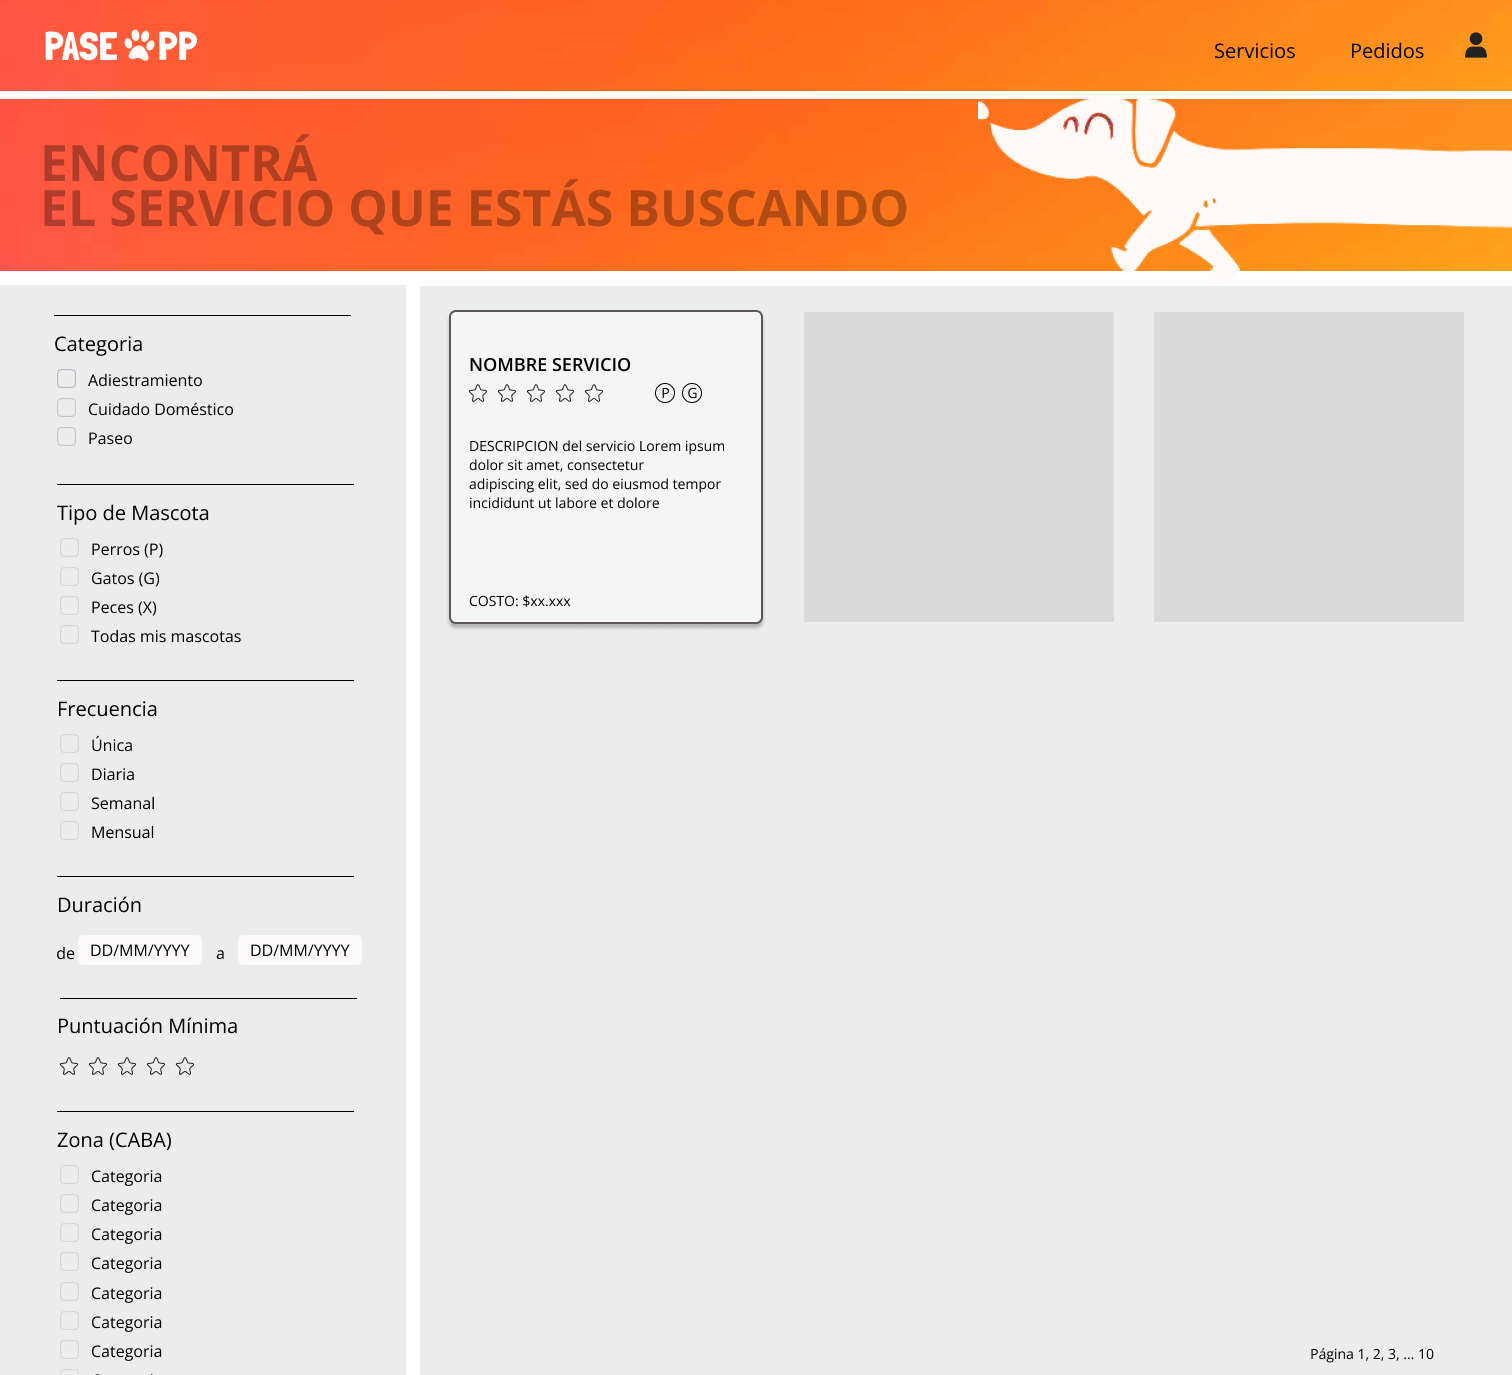 PASE PP
Servicios
Pedidos
ENCONTRÁ
EL SERVICIO QUE ESTÁS BUSCANDO
Categoria
Adiestramiento
Cuidado Doméstico
Paseo
Tipo de Mascota
Perros (P)
Gatos (G)
Peces (X)
Todas mis mascotas
Frecuencia
Única
Diaria
Semanal
Mensual
Duración
de DD/MM/YYYY a DD/MM/YYYY
Puntuación Mínima
Zona (CABA)
Categoria
Categoria
Categoria
Categoria
Categoria
Categoria
Categoria
NOMBRE SERVICIO
P G
DESCRIPCION del servicio Lorem ipsum
dolor sit amet, consectetur
adipiscing elit, sed do eiusmod tempor
incididunt ut labore et dolore
COSTO: $xx.xxx
Página 1, 2, 3, ... 10